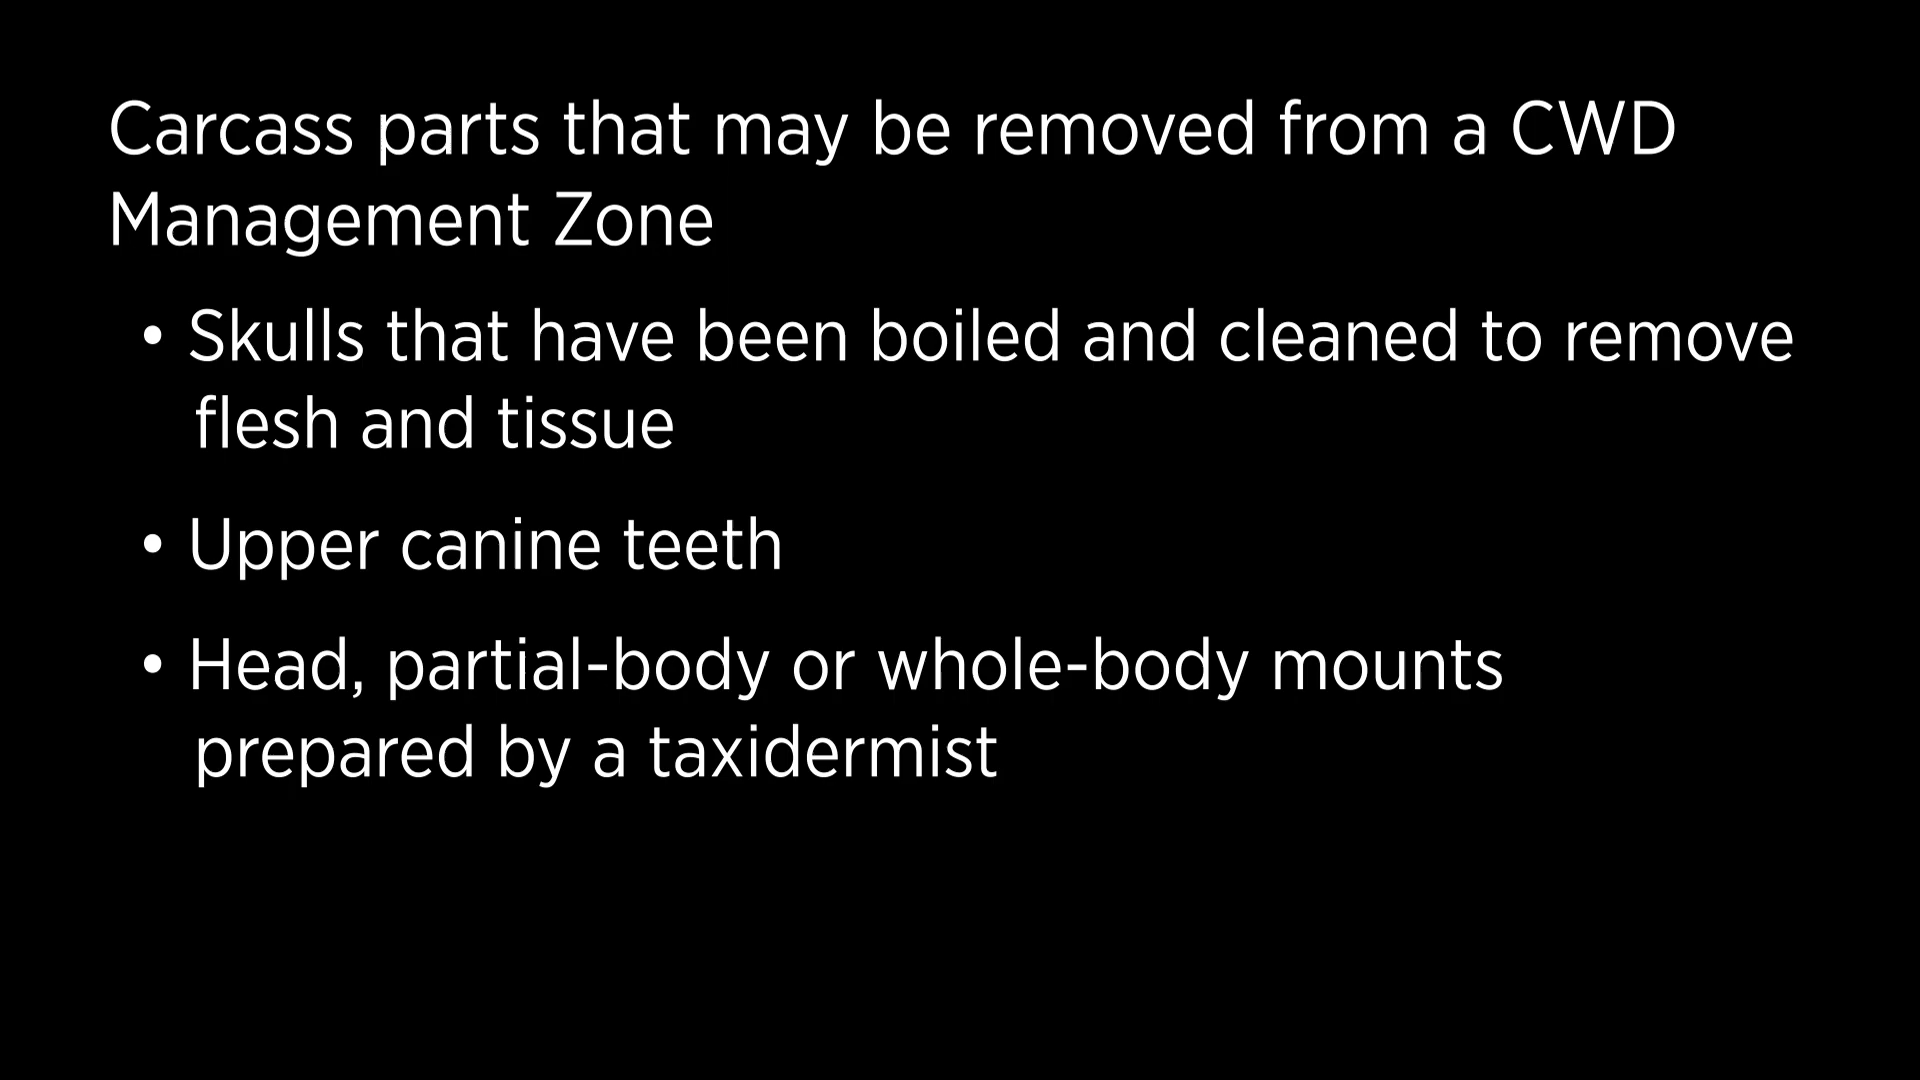 Carcass parts that may be removed from a CWD
Management Zone
• Skulls that have been boiled and cleaned to remove
flesh and tissue
• Upper canine teeth
• Head, partial-body or whole-body mounts
prepared by a taxidermist